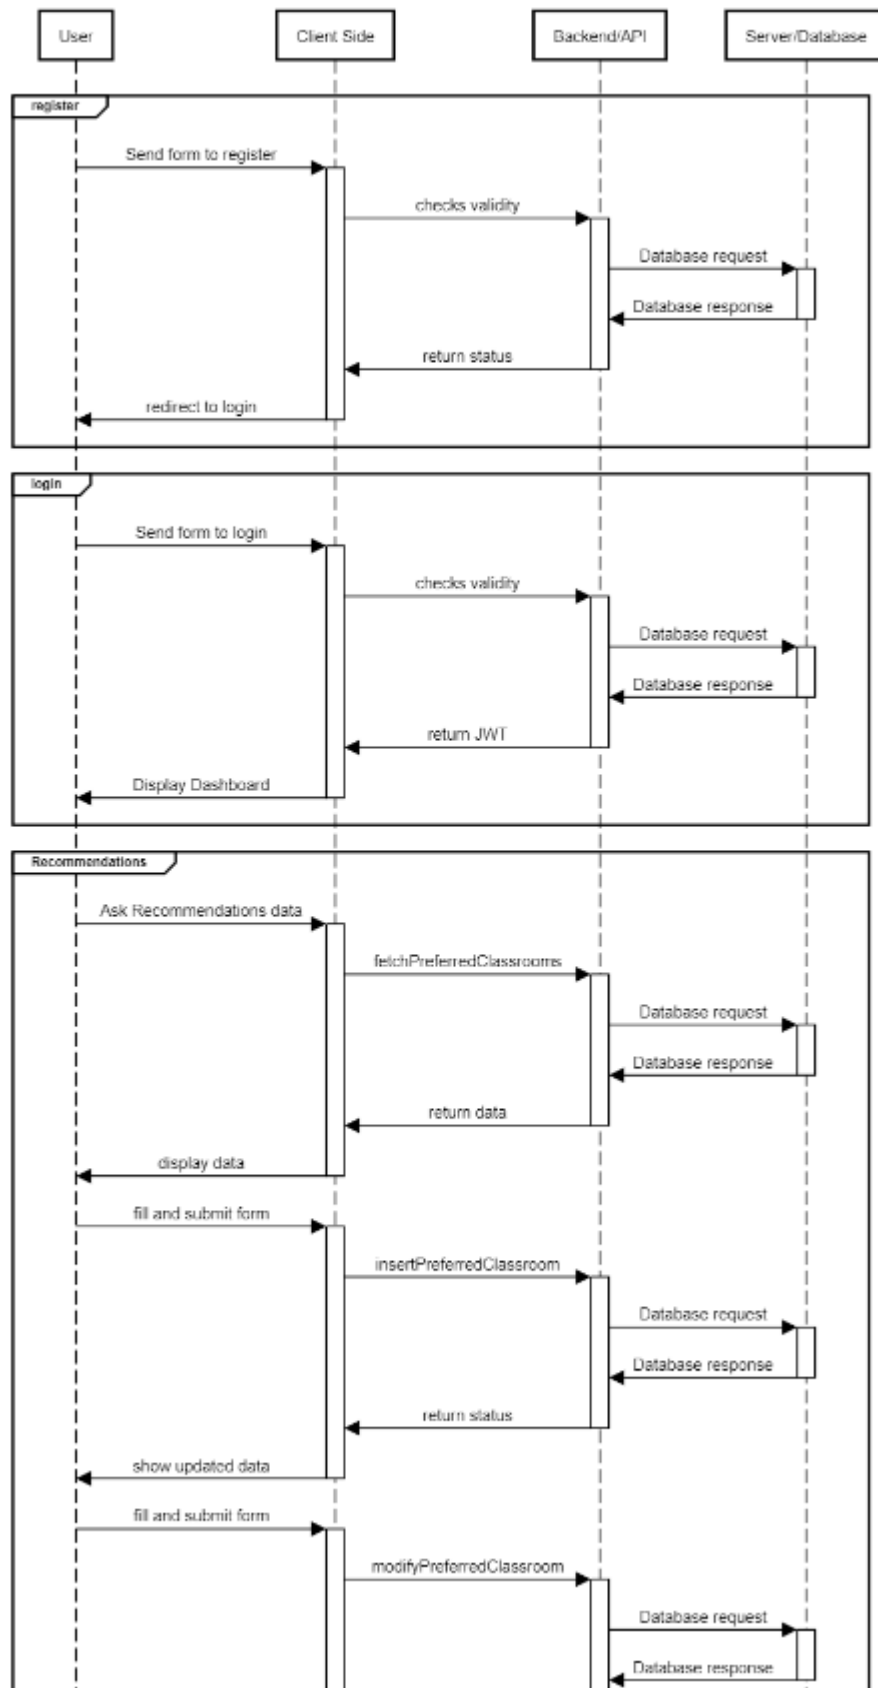 User
Client Side
Backend/API
Server/Database
register
Send form to register
checks validity
Database request
Database response
return status
redirect to login
login
Send form to login
checks validity
Database request
Database response
return JWT
Display Dashboard
Recommendations
Ask Recommendations data
fetchPreferredClassrooms
Database request
Database response
return data
display data
fill and submit form
insertPreferredClassroom
Database request
Database response
return status
show updated data
fill and submit form
modifyPreferredClassroom
Database request
Database response